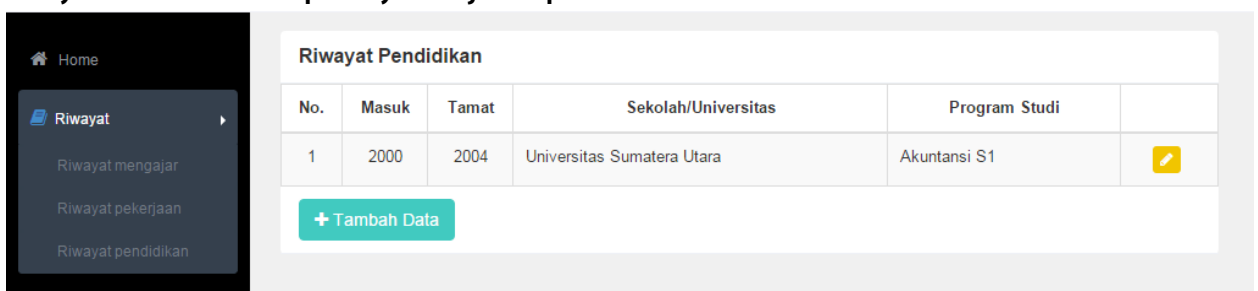 Home
Riwayat
Riwayat mengajar
Riwayat pekerjaan
Riwayat pendidikan
Riwayat Pendidikan
No. Masuk Tamat Sekolah/Universitas Program Studi
1 2000 2004 Universitas Sumatera Utara Akuntansi S1
+ Tambah Data